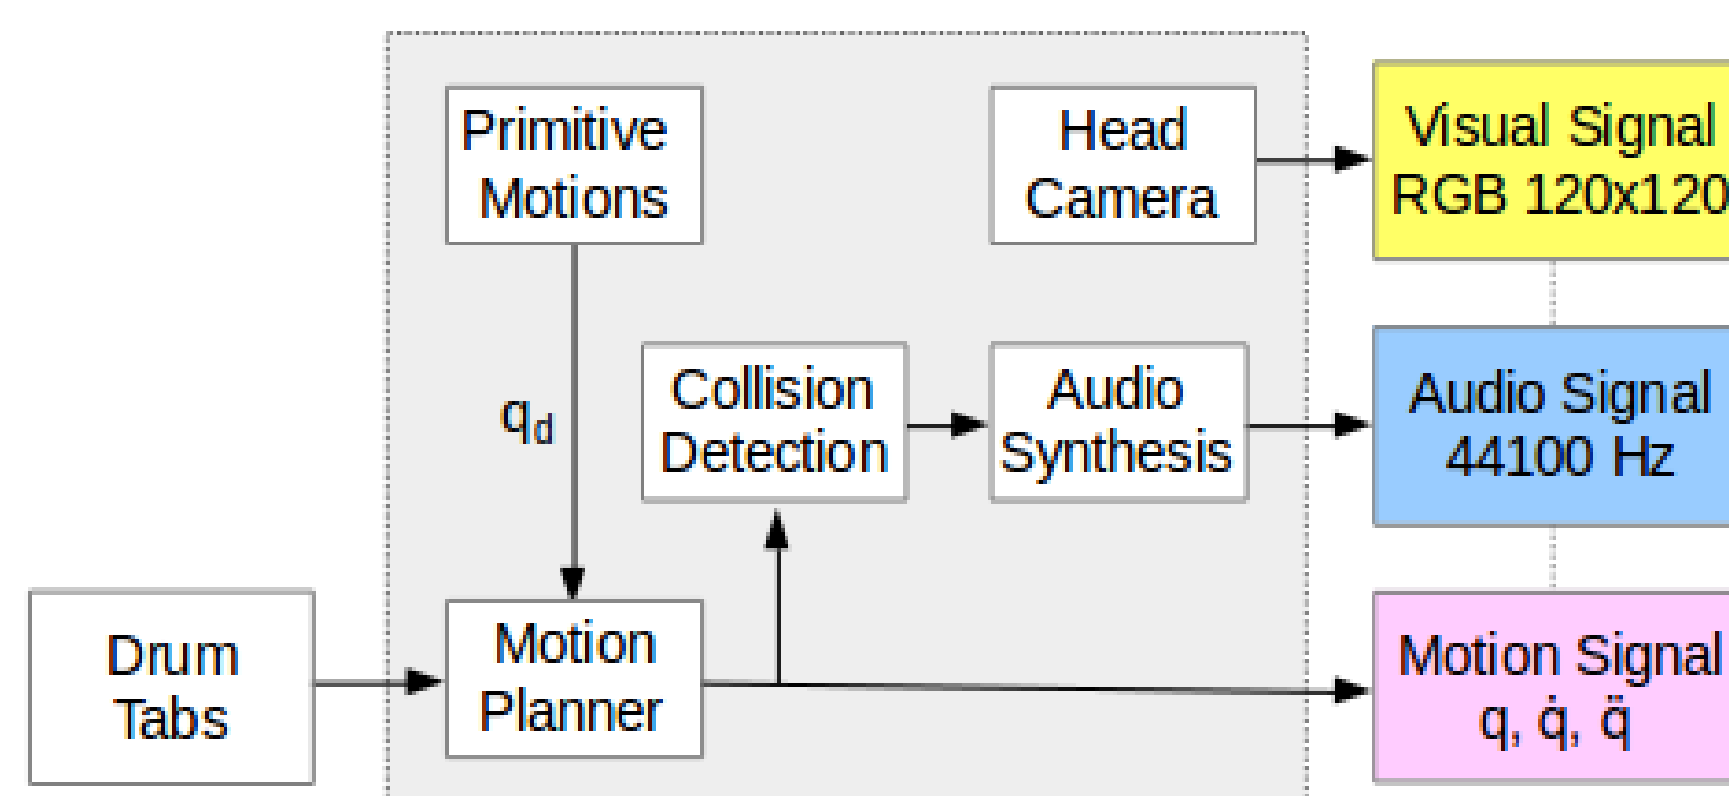 Primitive
Motions
Head
Camera
Visual Signal
RGB 120x120
q_d
Collision
Detection
Audio
Synthesis
Audio Signal
44100 Hz
Drum
Tabs
Motion
Planner
Motion Signal
q, q̇, q̈